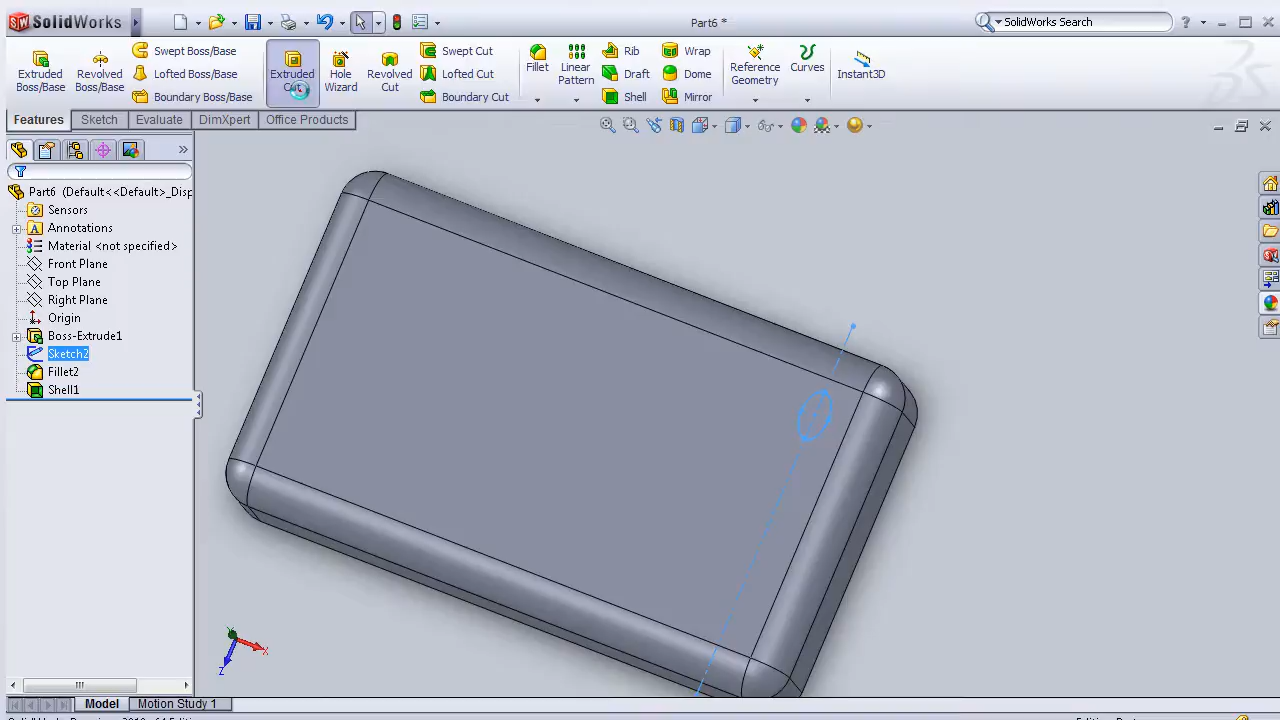 SolidWorks
Part6 *
SolidWorks Search
Extruded Boss/Base
Revolved Boss/Base
Swept Boss/Base
Lofted Boss/Base
Boundary Boss/Base
Extruded Cut
Hole Wizard
Revolved Cut
Swept Cut
Lofted Cut
Boundary Cut
Fillet
Linear Pattern
Rib
Draft
Shell
Wrap
Dome
Mirror
Reference Geometry
Curves
Instant3D
Features
Sketch
Evaluate
DimXpert
Office Products
Part6 (Default<<Default>_Disp
Sensors
Annotations
Material <not specified>
Front Plane
Top Plane
Right Plane
Origin
Boss-Extrude1
Sketch2
Fillet2
Shell1
Y
X
Z
Model
Motion Study 1